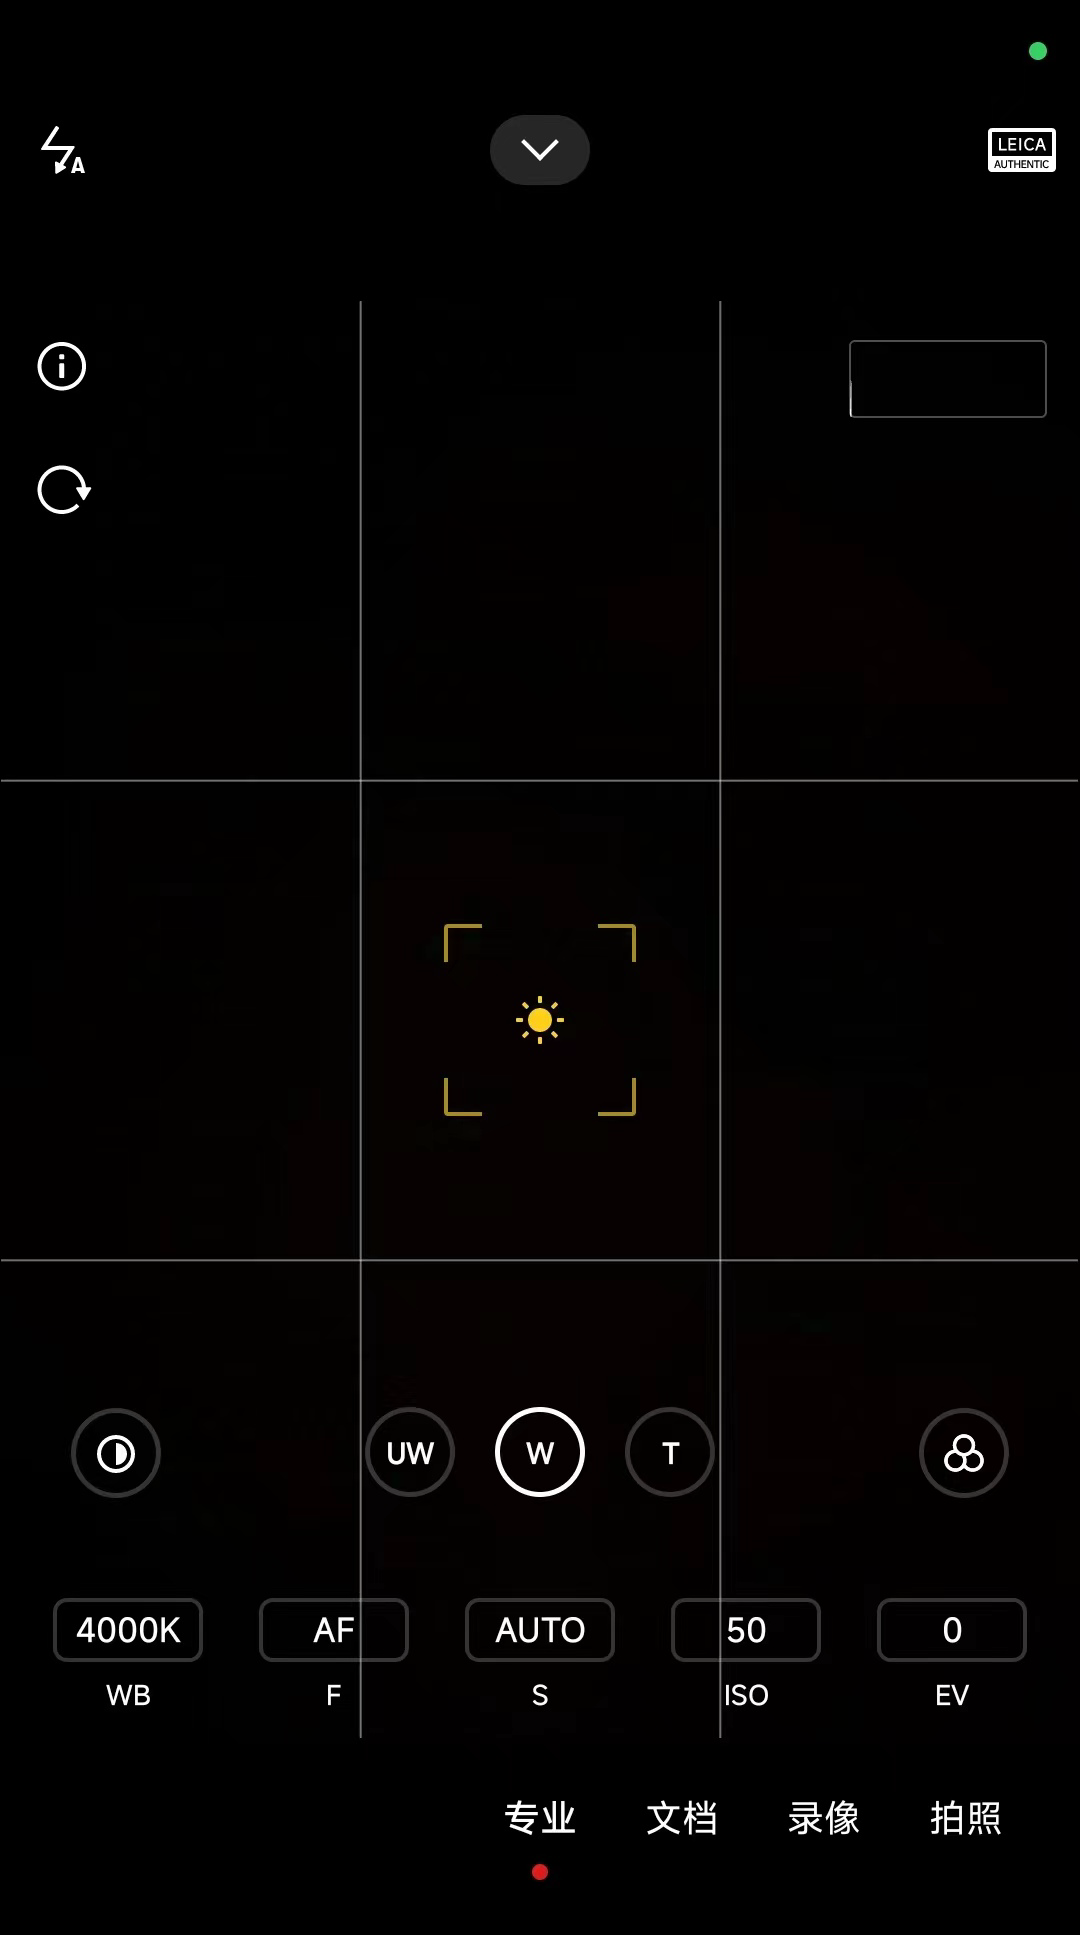 A
LEICA
AUTHENTIC
UW W T
4000K AF AUTO 50 0
WB F S ISO EV
专业 文档 录像 拍照